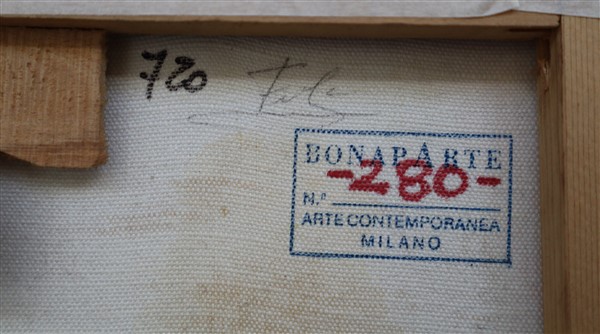 720
BONAPARTE
-280-
N.º
ARTE CONTEMPORANEA
MILANO